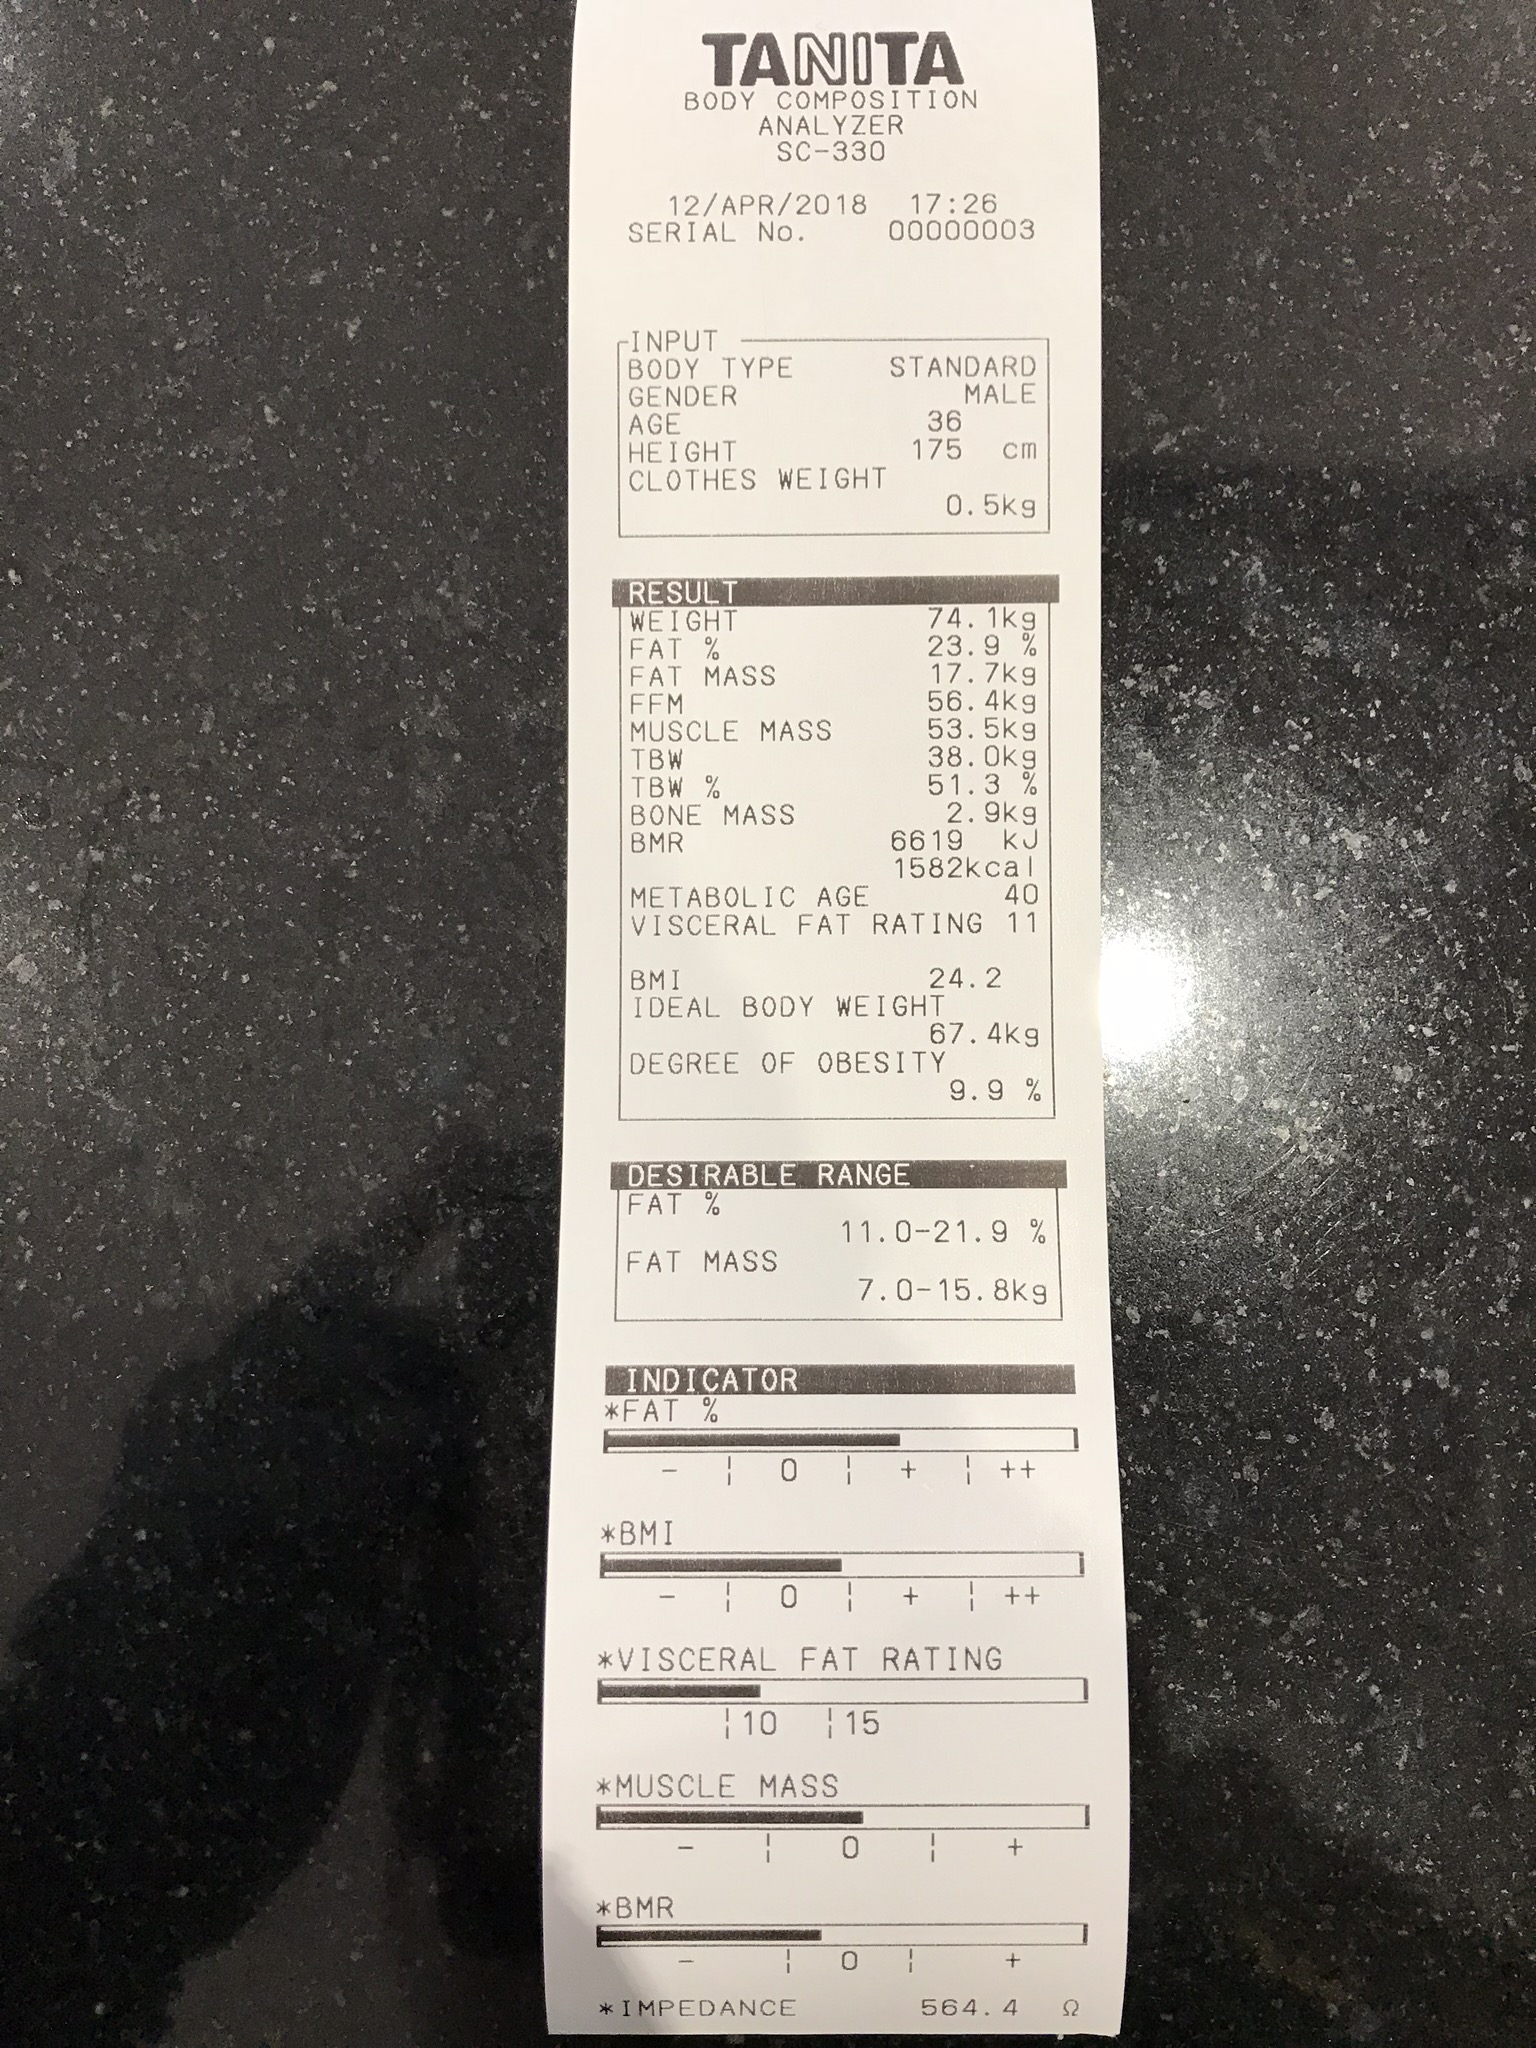 TANITA
BODY COMPOSITION
ANALYZER
SC-330
12/APR/2018 17:26
SERIAL No. 00000003
INPUT
BODY TYPE STANDARD
GENDER MALE
AGE 36
HEIGHT 175 cm
CLOTHES WEIGHT
0.5kg
RESULT
WEIGHT 74.1kg
FAT % 23.9 %
FAT MASS 17.7kg
FFM 56.4kg
MUSCLE MASS 53.5kg
TBW 38.0kg
TBW % 51.3 %
BONE MASS 2.9kg
BMR 6619 kJ
1582kcal
METABOLIC AGE 40
VISCERAL FAT RATING 11
BMI 24.2
IDEAL BODY WEIGHT
67.4kg
DEGREE OF OBESITY
9.9 %
DESIRABLE RANGE
FAT %
11.0-21.9 %
FAT MASS
7.0-15.8kg
INDICATOR
*FAT %
- ¦ 0 ¦ + ¦ ++
*BMI
- ¦ 0 ¦ + ¦ ++
*VISCERAL FAT RATING
¦10 ¦15
*MUSCLE MASS
- ¦ 0 ¦ +
*BMR
- ¦ 0 ¦ +
*IMPEDANCE 564.4 Ω